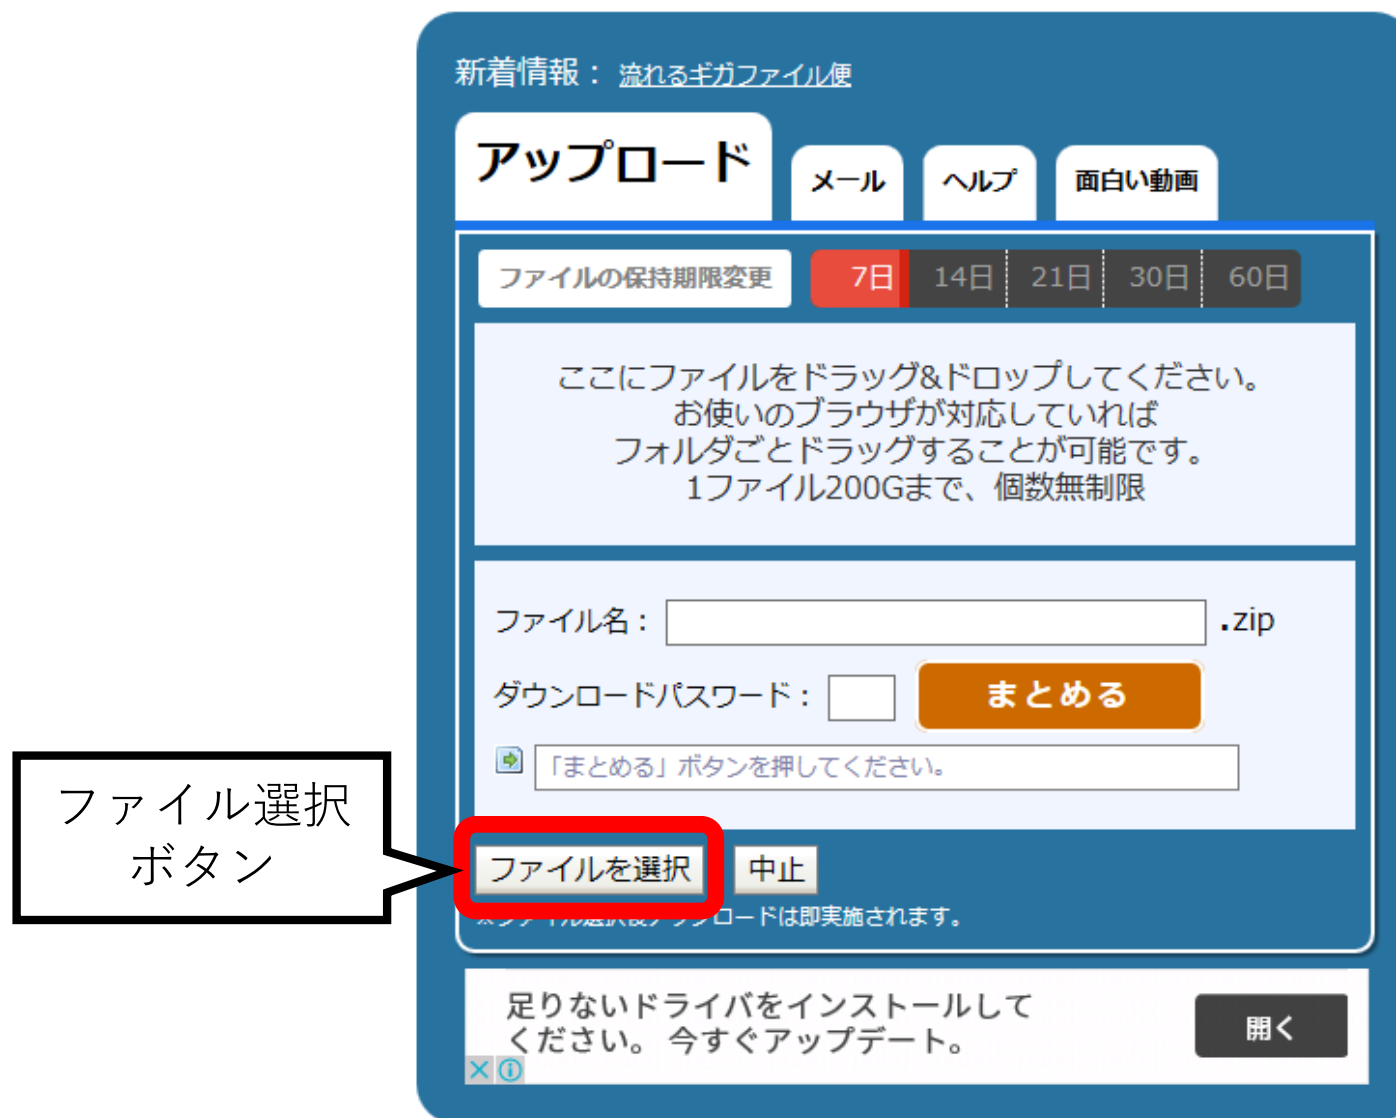 新着情報： 流れるギガファイル便
アップロード
メール
ヘルプ
面白い動画
ファイルの保持期限変更
7日
14日
21日
30日
60日
ここにファイルをドラッグ&ドロップしてください。
お使いのブラウザが対応していれば
フォルダごとドラッグすることが可能です。
1ファイル200Gまで、個数無制限
ファイル名：
.zip
ダウンロードパスワード：
まとめる
「まとめる」ボタンを押してください。
ファイル選択
ボタン
ファイルを選択
中止
※ファイル選択後アップロードは即実施されます。
足りないドライバをインストールして
ください。 今すぐアップデート。
開く